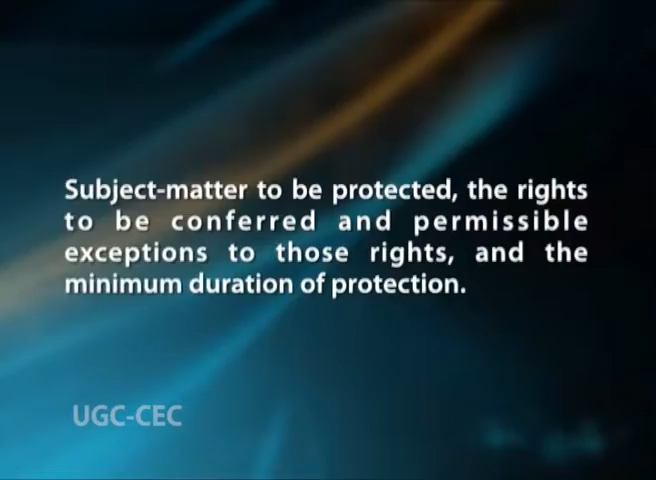 Subject-matter to be protected, the rights
to be conferred and permissible
exceptions to those rights, and the
minimum duration of protection.
UGC-CEC